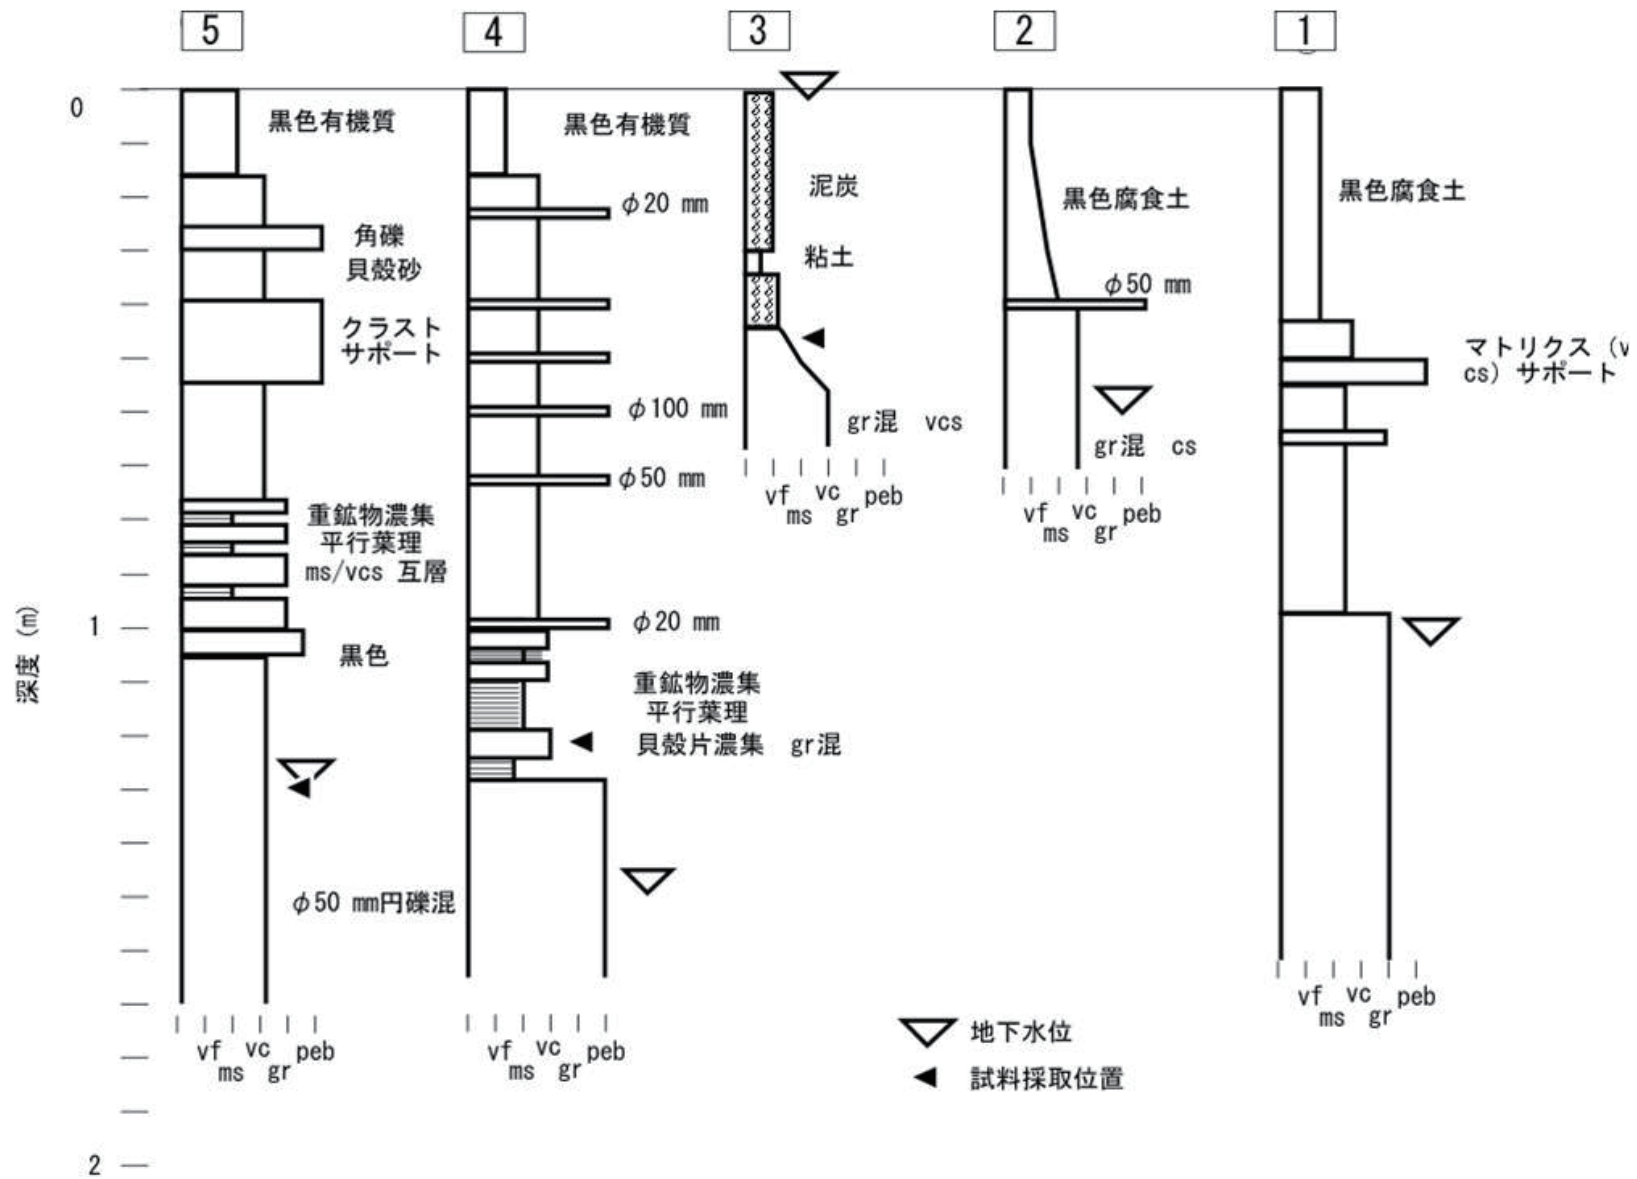 5
4
3
2
1
0
1
2
深度 (m)
黒色有機質
角礫
貝殻砂
クラスト
サポート
重鉱物濃集
平行葉理
ms/vcs 互層
黒色
φ50 mm円礫混
vf
ms
vc
gr
peb
黒色有機質
φ20 mm
φ100 mm
φ50 mm
φ20 mm
重鉱物濃集
平行葉理
貝殻片濃集 gr混
vf
ms
vc
gr
peb
泥炭
粘土
gr混 vcs
vf
ms
vc
gr
peb
黒色腐食土
φ50 mm
gr混 cs
vf
ms
vc
gr
peb
黒色腐食土
マトリクス（v
cs）サポート
vf
ms
vc
gr
peb
地下水位
試料採取位置